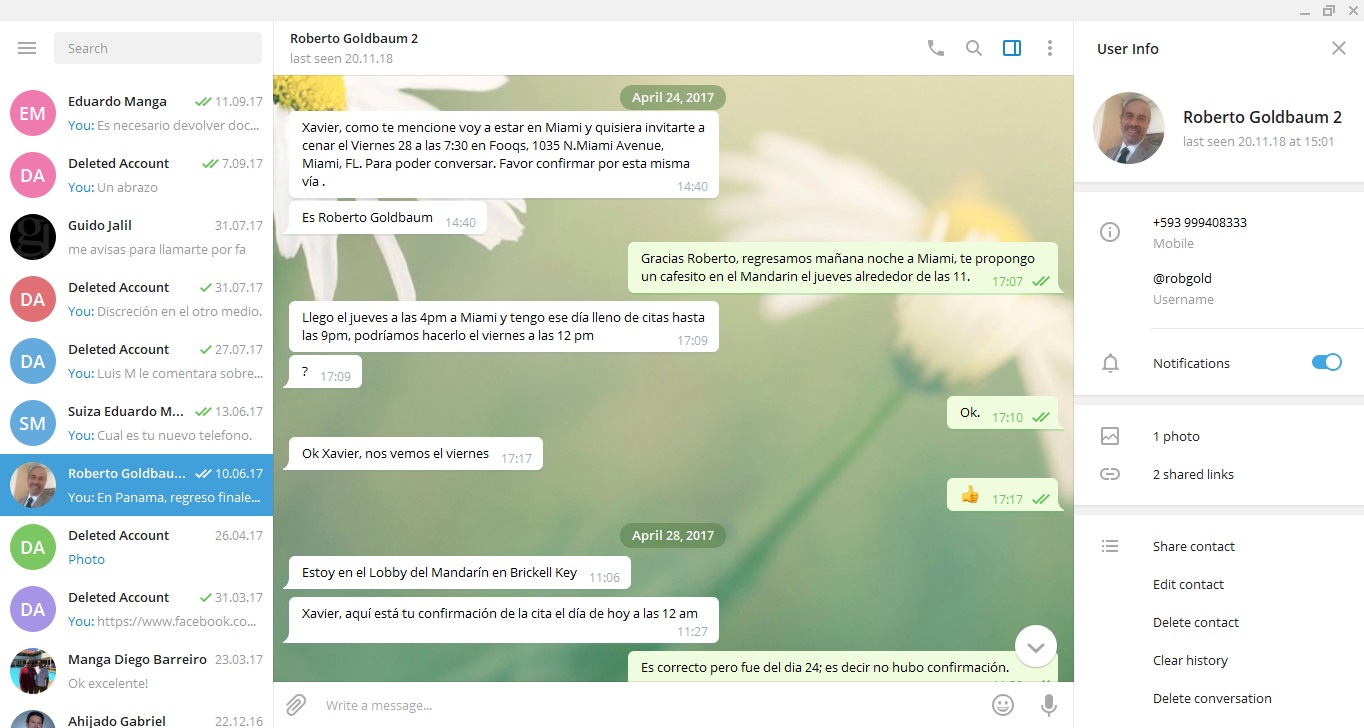 Search
EM
Eduardo Manga
11.09.17
You: Es necesario devolver doc...
DA
Deleted Account
7.09.17
You: Un abrazo
Guido Jalil
31.07.17
me avisas para llamarte por fa
DA
Deleted Account
31.07.17
You: Discreción en el otro medio.
DA
Deleted Account
27.07.17
You: Luis M le comentara sobre...
SM
Suiza Eduardo M...
13.06.17
You: Cual es tu nuevo telefono.
Roberto Goldbau...
10.06.17
You: En Panama, regreso finale...
DA
Deleted Account
26.04.17
Photo
DA
Deleted Account
31.03.17
You: https://www.facebook.co...
Manga Diego Barreiro
23.03.17
Ok excelente!
Ahijado Gabriel
22.12.16
Roberto Goldbaum 2
last seen 20.11.18
April 24, 2017
Xavier, como te mencione voy a estar en Miami y quisiera invitarte a
cenar el Viernes 28 a las 7:30 en Fooqs, 1035 N.Miami Avenue,
Miami, FL. Para poder conversar. Favor confirmar por esta misma
vía .
14:40
Es Roberto Goldbaum
14:40
Gracias Roberto, regresamos mañana noche a Miami, te propongo
un cafesito en el Mandarin el jueves alrededor de las 11.
17:07
Llego el jueves a las 4pm a Miami y tengo ese día lleno de citas hasta
las 9pm, podríamos hacerlo el viernes a las 12 pm
17:09
?
17:09
Ok.
17:10
Ok Xavier, nos vemos el viernes
17:17
17:17
April 28, 2017
Estoy en el Lobby del Mandarín en Brickell Key
11:06
Xavier, aquí está tu confirmación de la cita el día de hoy a las 12 am
11:27
Es correcto pero fue del dia 24; es decir no hubo confirmación.
Write a message...
User Info
Roberto Goldbaum 2
last seen 20.11.18 at 15:01
+593 999408333
Mobile
@robgold
Username
Notifications
1 photo
2 shared links
Share contact
Edit contact
Delete contact
Clear history
Delete conversation